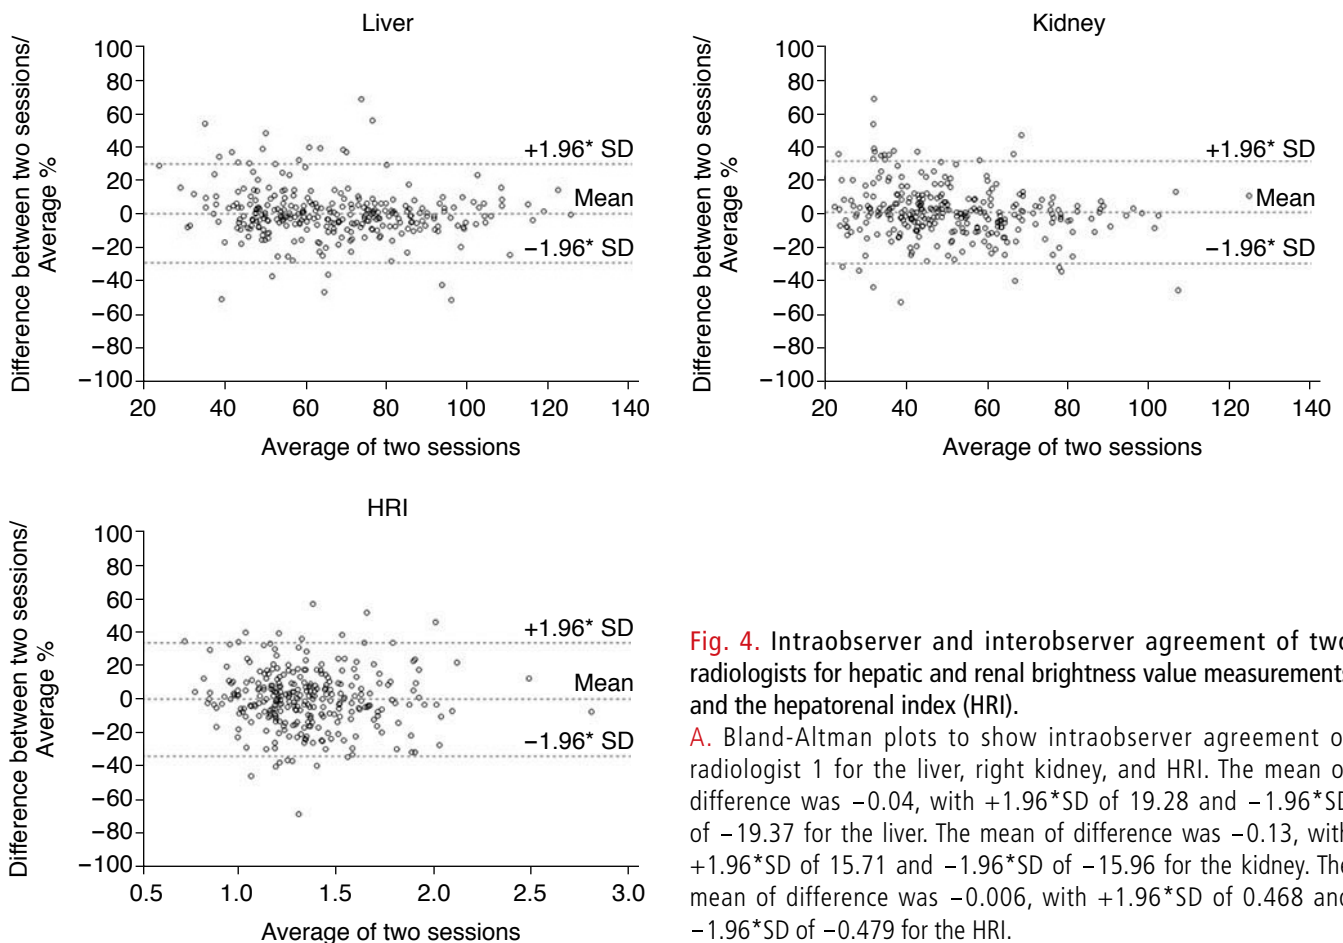 Liver
Difference between two sessions/
Average %
100
80
60
40
20
0
−20
−40
−60
−80
−100
+1.96* SD
Mean
−1.96* SD
20 40 60 80 100 120 140
Average of two sessions
Kidney
Difference between two sessions/
Average %
100
80
60
40
20
0
−20
−40
−60
−80
−100
+1.96* SD
Mean
−1.96* SD
20 40 60 80 100 120 140
Average of two sessions
HRI
Difference between two sessions/
Average %
100
80
60
40
20
0
−20
−40
−60
−80
−100
+1.96* SD
Mean
−1.96* SD
0.5 1.0 1.5 2.0 2.5 3.0
Average of two sessions
Fig. 4. Intraobserver and interobserver agreement of two
radiologists for hepatic and renal brightness value measurements
and the hepatorenal index (HRI).
A. Bland-Altman plots to show intraobserver agreement o
radiologist 1 for the liver, right kidney, and HRI. The mean o
difference was −0.04, with +1.96*SD of 19.28 and −1.96*SD
of −19.37 for the liver. The mean of difference was −0.13, with
+1.96*SD of 15.71 and −1.96*SD of −15.96 for the kidney. The
mean of difference was −0.006, with +1.96*SD of 0.468 and
−1.96*SD of −0.479 for the HRI.